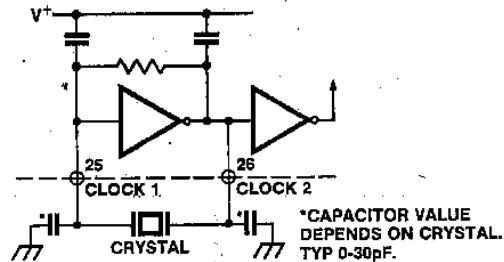 V+
*
25
26
CLOCK 1
CLOCK 2
*
CRYSTAL
*
*CAPACITOR VALUE
DEPENDS ON CRYSTAL.
TYP 0-30pF.